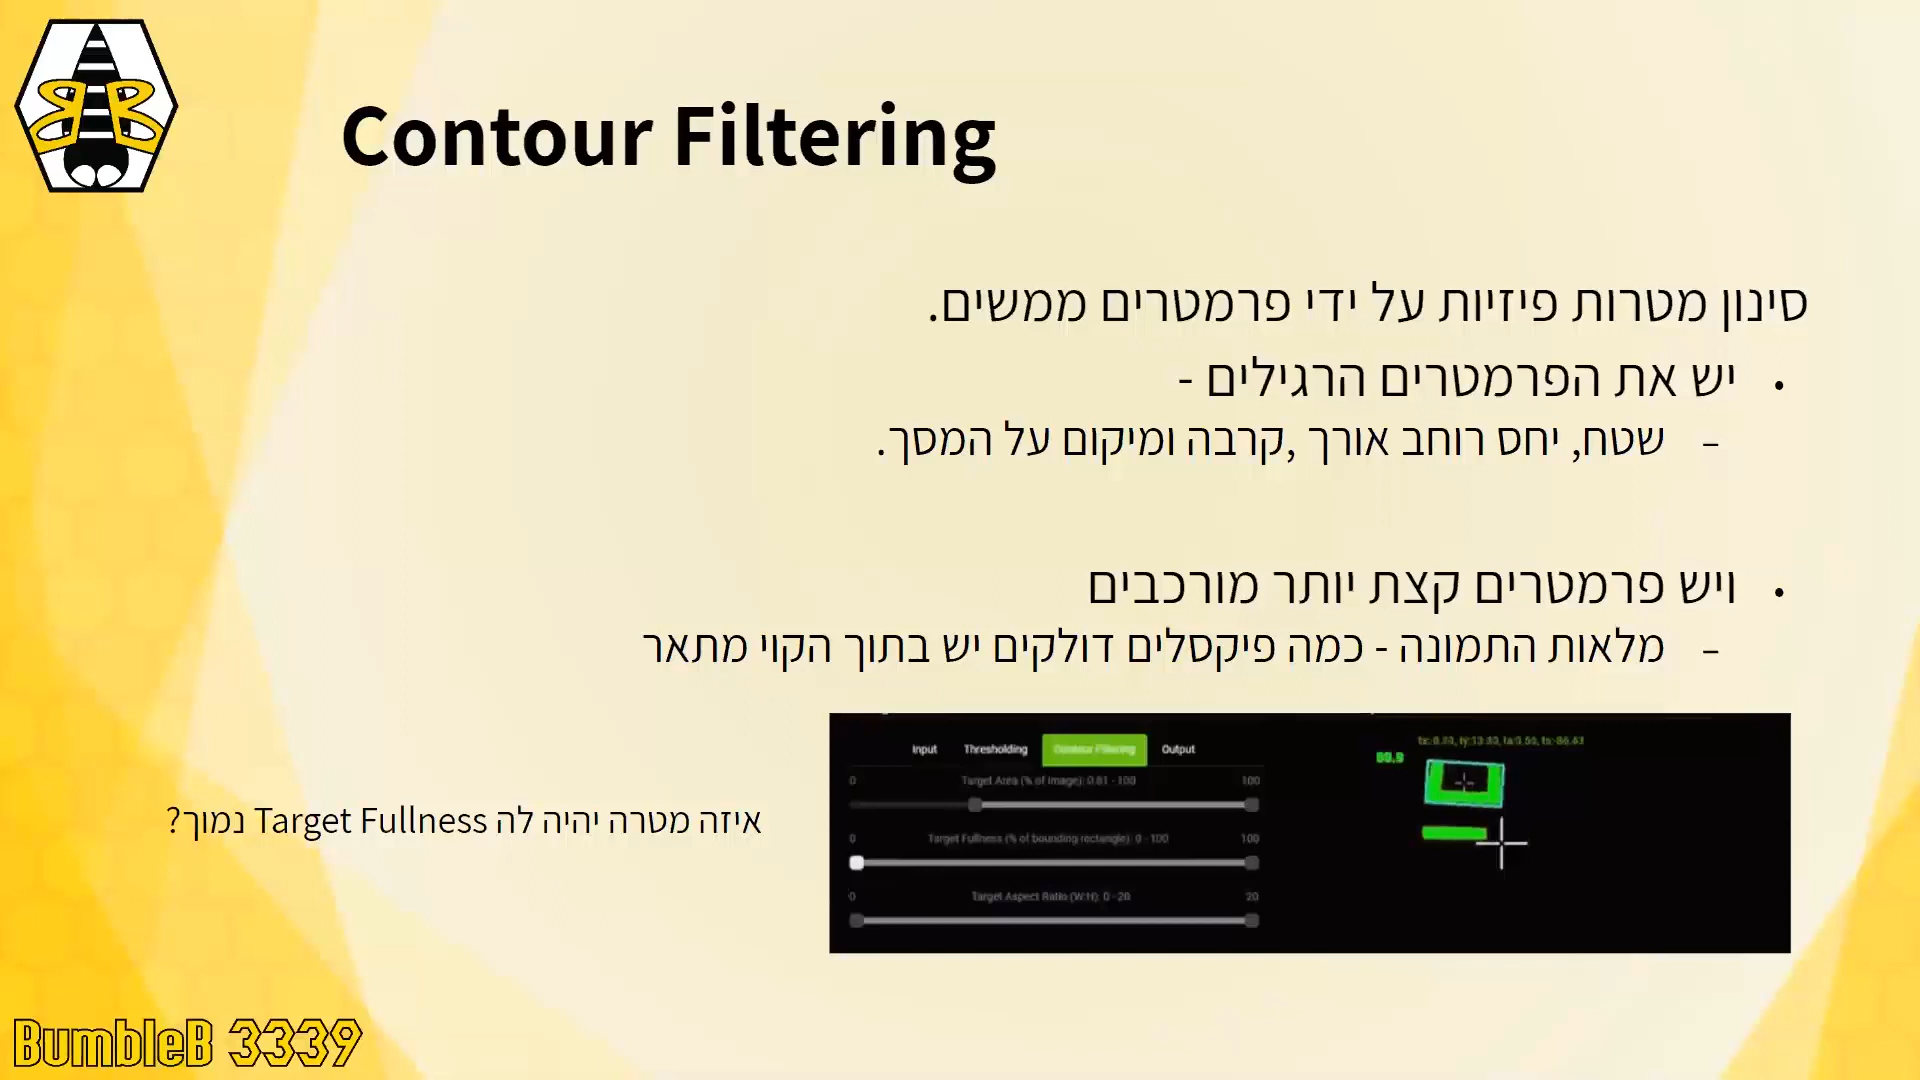 Contour Filtering
סינון מטרות פיזיות על ידי פרמטרים ממשים.
• יש את הפרמטרים הרגילים -
– שטח, יחס רוחב אורך ,קרבה ומיקום על המסך.
• ויש פרמטרים קצת יותר מורכבים
– מלאות התמונה - כמה פיקסלים דולקים יש בתוך הקוי מתאר
Input Thresholding Contour Filtering Output
0 Target Area (% of image): 0.81 - 100 100
0 Target Fullness (% of bounding rectangle): 0 - 100 100
0 Target Aspect Ratio (W:H): 0 - 20 20
איזה מטרה יהיה לה Target Fullness נמוך?
BumbleB 3339